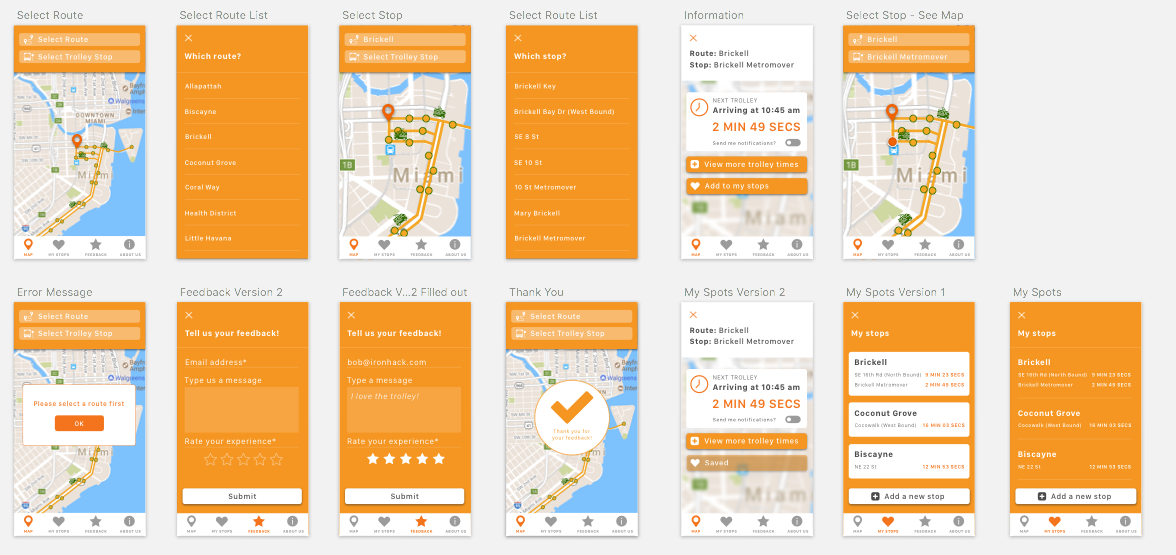 Select Route
Select Route
Select Trolley Stop
DOWNTOWN
MIAMI
Walgreens
Miami
MAP
MY STOPS
FEEDBACK
ABOUT US
Select Route List
Which route?
Allapattah
Biscayne
Brickell
Coconut Grove
Coral Way
Health District
Little Havana
Select Stop
Brickell
Select Trolley Stop
1B
Miami
MAP
MY STOPS
FEEDBACK
ABOUT US
Select Route List
Which stop?
Brickell Key
Brickell Bay Dr (West Bound)
SE 8 St
SE 10 St
10 St Metromover
Mary Brickell
Brickell Metromover
Information
Route: Brickell
Stop: Brickell Metromover
NEXT TROLLEY
Arriving at 10:45 am
2 MIN 49 SECS
Send me notifications?
View more trolley times
Add to my stops
Miam
MAP
MY STOPS
FEEDBACK
ABOUT US
Select Stop - See Map
Brickell
Brickell Metromover
1B
Miami
MAP
MY STOPS
FEEDBACK
ABOUT US
Error Message
Select Route
Select Trolley Stop
Please select a route first
OK
Miami
MAP
MY STOPS
FEEDBACK
ABOUT US
Feedback Version 2
Tell us your feedback!
Email address*
Type us a message
Rate your experience*
Submit
MAP
MY STOPS
FEEDBACK
ABOUT US
Feedback V...2 Filled out
Tell us your feedback!
bob@ironhack.com
Type a message
I love the trolley!
Rate your experience*
Submit
MAP
MY STOPS
FEEDBACK
ABOUT US
Thank You
Select Route
Select Trolley Stop
Walgreens
Thank you for
your feedback!
MAP
MY STOPS
FEEDBACK
ABOUT US
My Spots Version 2
Route: Brickell
Stop: Brickell Metromover
NEXT TROLLEY
Arriving at 10:45 am
2 MIN 49 SECS
Send me notifications?
View more trolley times
Saved
Miam
MAP
MY STOPS
FEEDBACK
ABOUT US
My Spots Version 1
My stops
Brickell
SE 16th Rd (North Bound) 9 MIN 23 SECS
Brickell Metromover 2 MIN 49 SECS
Coconut Grove
Cocowalk (West Bound) 16 MIN 03 SECS
Biscayne
NE 22 St 12 MIN 53 SECS
Add a new stop
MAP
MY STOPS
FEEDBACK
ABOUT US
My Spots
My stops
Brickell
SE 16th Rd (North Bound) 9 MIN 23 SECS
Brickell Metromover 2 MIN 49 SECS
Coconut Grove
Cocowalk (West Bound) 16 MIN 03 SECS
Biscayne
NE 22 St 12 MIN 53 SECS
Add a new stop
MAP
MY STOPS
FEEDBACK
ABOUT US